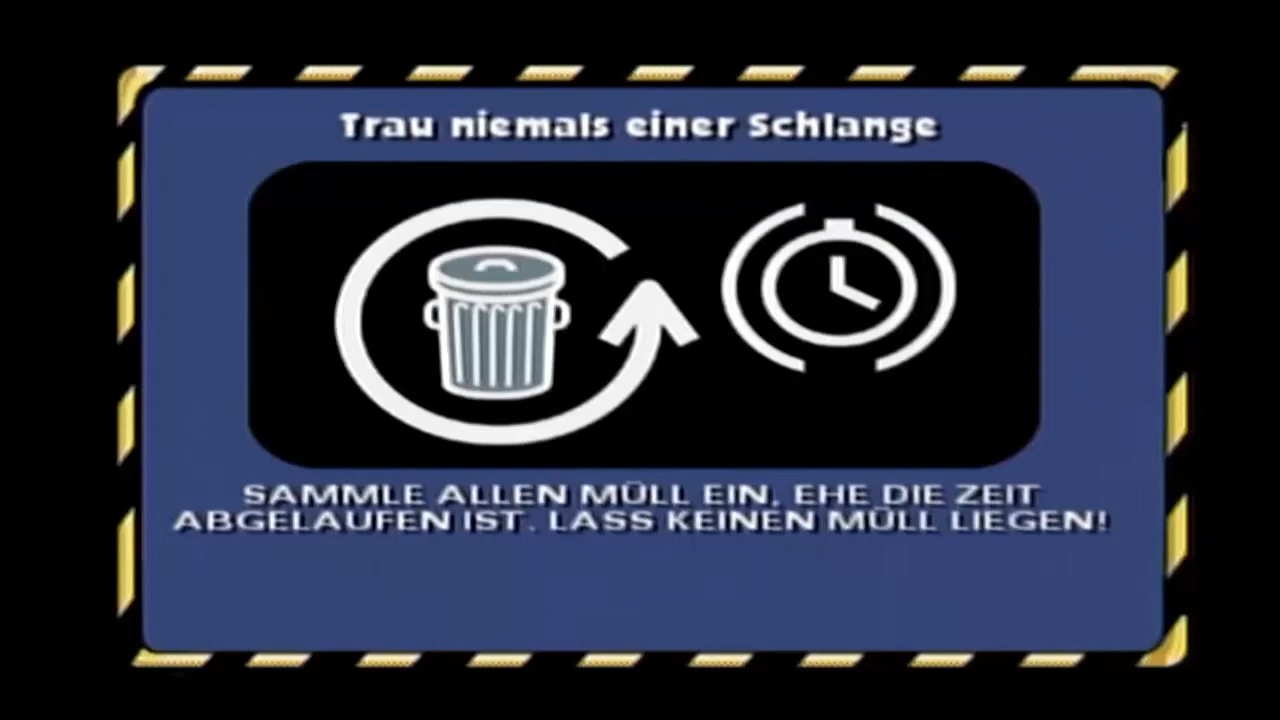 Trau niemals einer Schlange
SAMMLE ALLEN MÜLL EIN, EHE DIE ZEIT
ABGELAUFEN IST. LASS KEINEN MÜLL LIEGEN!